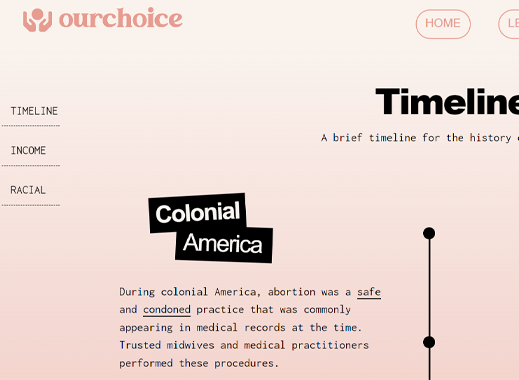 ourchoice
HOME
LE
Timeline
A brief timeline for the history
TIMELINE
INCOME
RACIAL
Colonial
America
During colonial America, abortion was a safe
and condoned practice that was commonly
appearing in medical records at the time.
Trusted midwives and medical practitioners
performed these procedures.